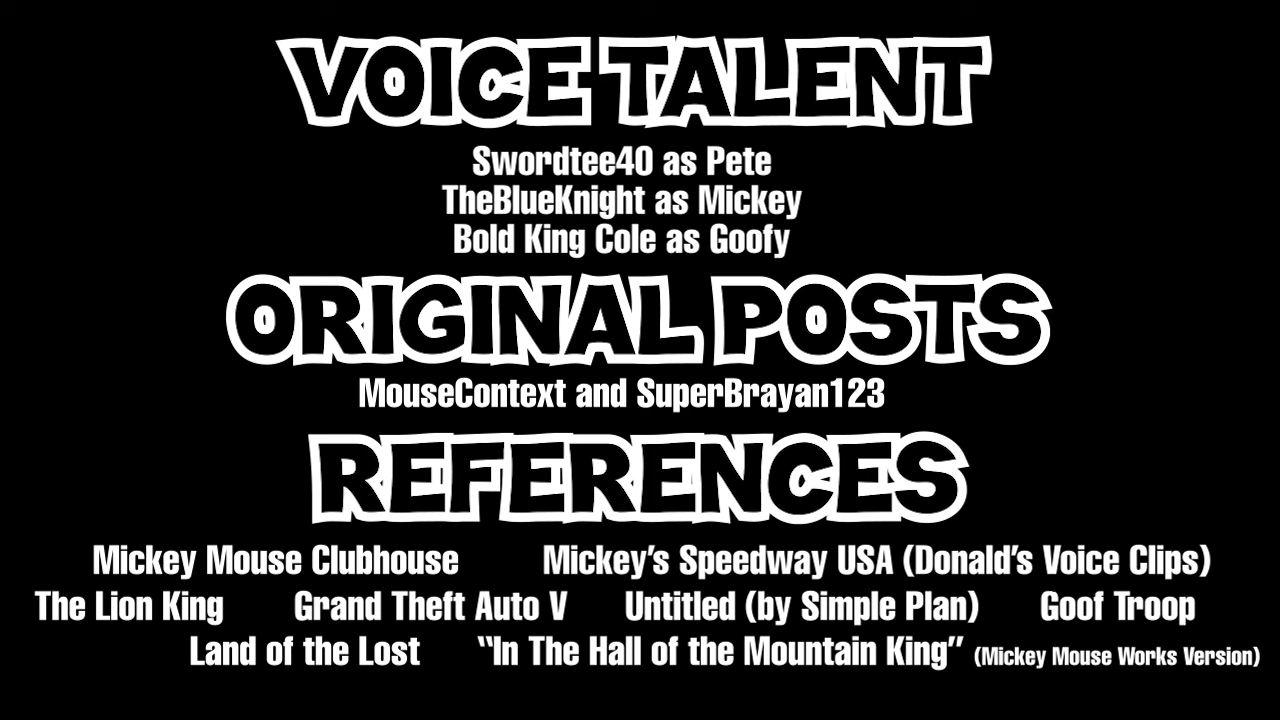 VOICE TALENT
Swordtee40 as Pete
TheBlueKnight as Mickey
Bold King Cole as Goofy
ORIGINAL POSTS
MouseContext and SuperBrayan123
REFERENCES
Mickey Mouse Clubhouse Mickey's Speedway USA (Donald's Voice Clips)
The Lion King Grand Theft Auto V Untitled (by Simple Plan) Goof Troop
Land of the Lost "In The Hall of the Mountain King" (Mickey Mouse Works Version)